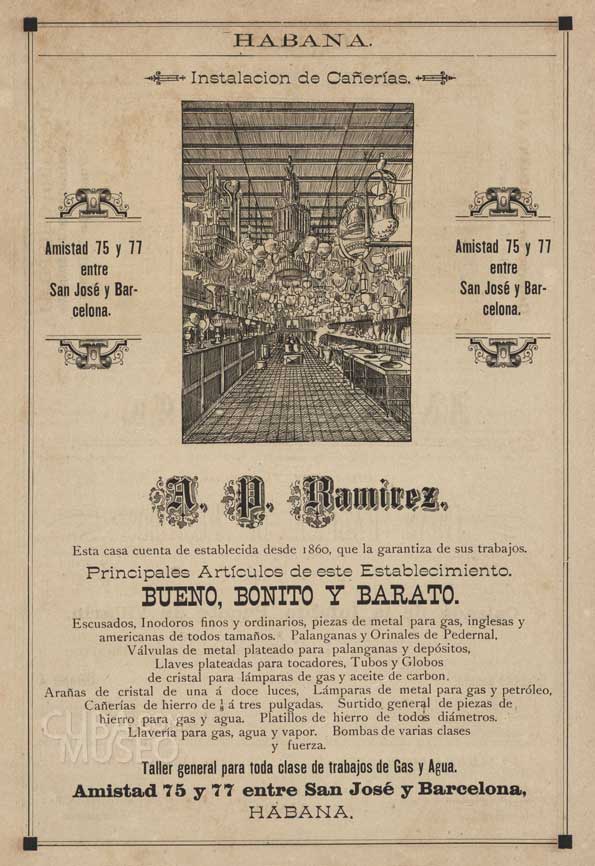 HABANA.
Instalacion de Cañerías.
Amistad 75 y 77
entre
San José y Bar-
celona.
Amistad 75 y 77
entre
San José y Bar-
celona.
A. P. Ramirez.
Esta casa cuenta de establecida desde 1860, que la garantiza de sus trabajos.
Principales Artículos de este Establecimiento.
BUENO, BONITO Y BARATO.
Escusados, Inodoros finos y ordinarios, piezas de metal para gas, inglesas y
americanas de todos tamaños. Palanganas y Orinales de Pedernal,
Válvulas de metal plateado para palanganas y depósitos,
Llaves plateadas para tocadores, Tubos y Globos
de cristal para lámparas de gas y aceite de carbon.
Arañas de cristal de una á doce luces, Lámparas de metal para gas y petróleo,
Cañerías de hierro de ⅛ á tres pulgadas. Surtido general de piezas de
hierro para gas y agua. Platillos de hierro de todos diámetros.
Llavería para gas, agua y vapor. Bombas de varias clases
y fuerza.
Taller general para toda clase de trabajos de Gas y Agua.
Amistad 75 y 77 entre San José y Barcelona,
HABANA.
CUBA
MUSEO